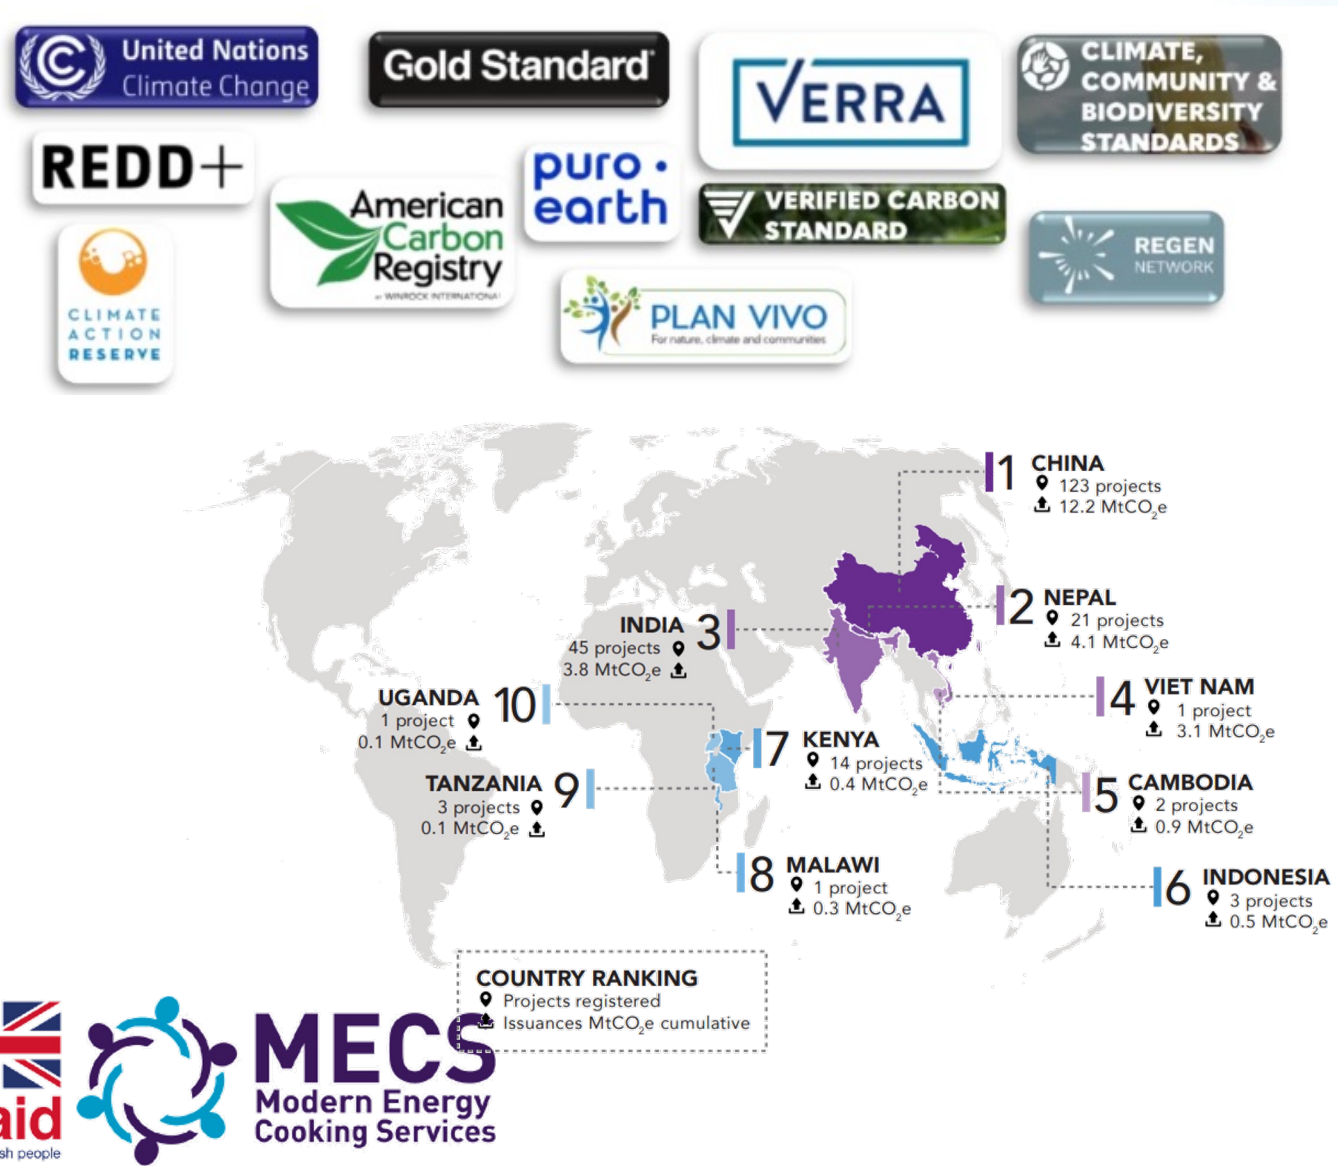 United Nations
Climate Change
Gold Standard
VERRA
CLIMATE,
COMMUNITY &
BIODIVERSITY
STANDARDS
REDD+
American
Carbon
Registry
puro·
earth
VERIFIED CARBON
STANDARD
REGEN
NETWORK
CLIMATE
ACTION
RESERVE
PLAN VIVO
For nature, climate and communities
1 CHINA
123 projects
12.2 MtCO₂e
2 NEPAL
21 projects
4.1 MtCO₂e
INDIA 3
45 projects
3.8 MtCO₂e
4 VIET NAM
1 project
3.1 MtCO₂e
UGANDA 10
1 project
0.1 MtCO₂e
7 KENYA
14 projects
0.4 MtCO₂e
TANZANIA 9
3 projects
0.1 MtCO₂e
5 CAMBODIA
2 projects
0.9 MtCO₂e
8 MALAWI
1 project
0.3 MtCO₂e
6 INDONESIA
3 projects
0.5 MtCO₂e
COUNTRY RANKING
Projects registered
Issuances MtCO₂e cumulative
aid
sh people
MECS
Modern Energy
Cooking Services